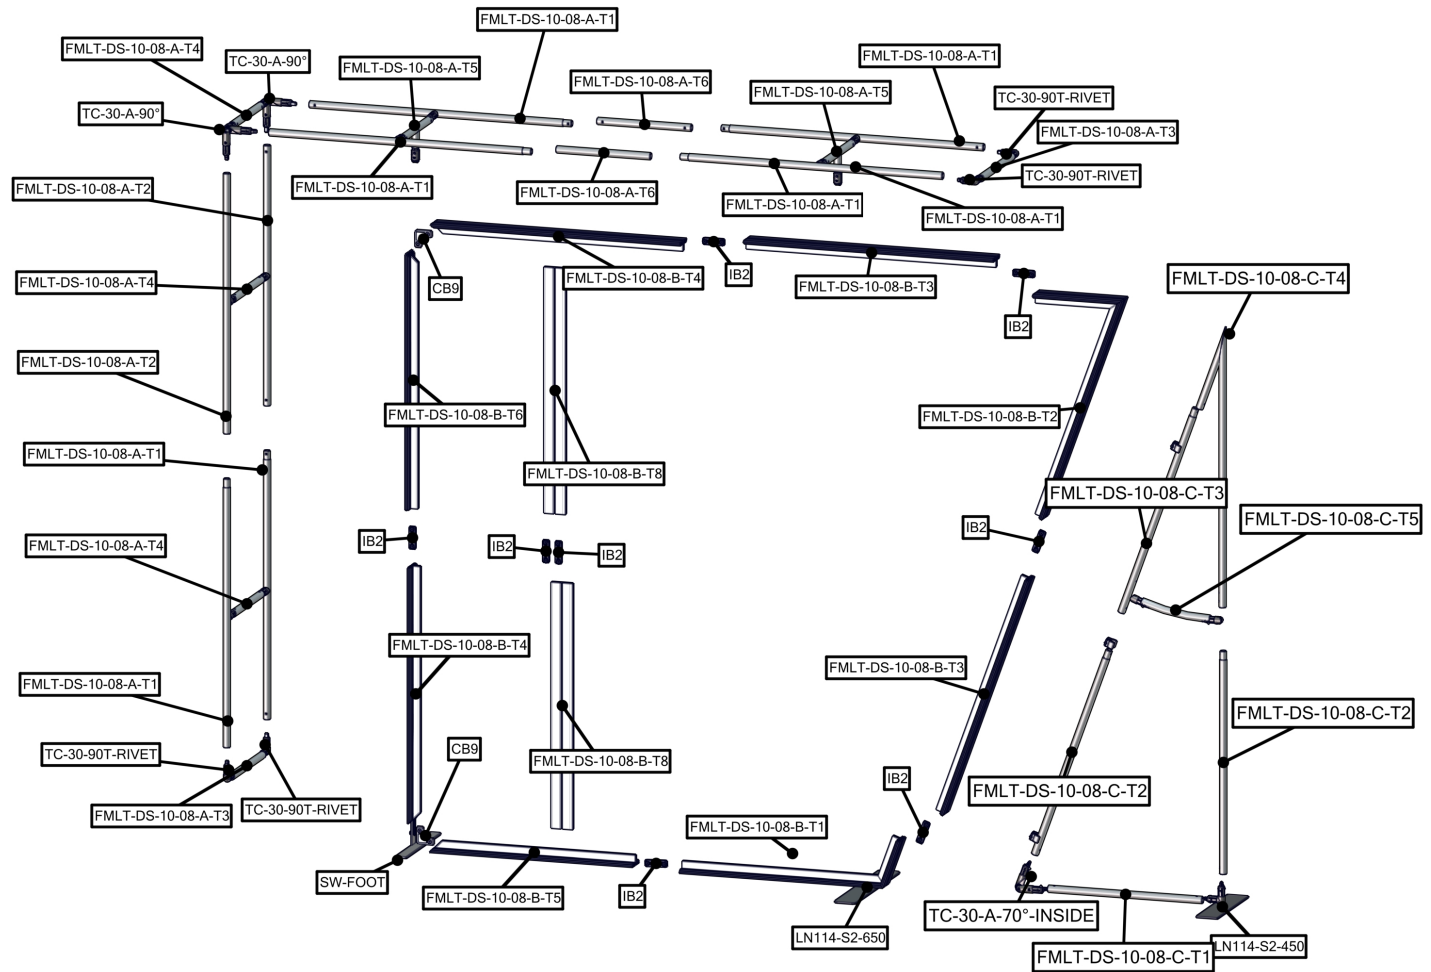 FMLT-DS-10-08-A-T1
FMLT-DS-10-08-A-T4
TC-30-A-90°
FMLT-DS-10-08-A-T5
FMLT-DS-10-08-A-T1
FMLT-DS-10-08-A-T6
FMLT-DS-10-08-A-T5
TC-30-90T-RIVET
TC-30-A-90°
FMLT-DS-10-08-A-T3
TC-30-90T-RIVET
FMLT-DS-10-08-A-T2
FMLT-DS-10-08-A-T1
FMLT-DS-10-08-A-T6
FMLT-DS-10-08-A-T1
FMLT-DS-10-08-A-T1
FMLT-DS-10-08-A-T4
CB9
FMLT-DS-10-08-B-T4
IB2
FMLT-DS-10-08-B-T3
FMLT-DS-10-08-C-T4
IB2
FMLT-DS-10-08-A-T2
FMLT-DS-10-08-B-T6
FMLT-DS-10-08-B-T2
FMLT-DS-10-08-A-T1
FMLT-DS-10-08-B-T8
FMLT-DS-10-08-C-T3
FMLT-DS-10-08-C-T5
FMLT-DS-10-08-A-T4
IB2
IB2
IB2
IB2
FMLT-DS-10-08-B-T4
FMLT-DS-10-08-B-T3
FMLT-DS-10-08-A-T1
FMLT-DS-10-08-C-T2
TC-30-90T-RIVET
CB9
FMLT-DS-10-08-B-T8
IB2
FMLT-DS-10-08-C-T2
FMLT-DS-10-08-A-T3
TC-30-90T-RIVET
FMLT-DS-10-08-B-T1
SW-FOOT
FMLT-DS-10-08-B-T5
IB2
TC-30-A-70°-INSIDE
LN114-S2-650
FMLT-DS-10-08-C-T1
LN114-S2-450